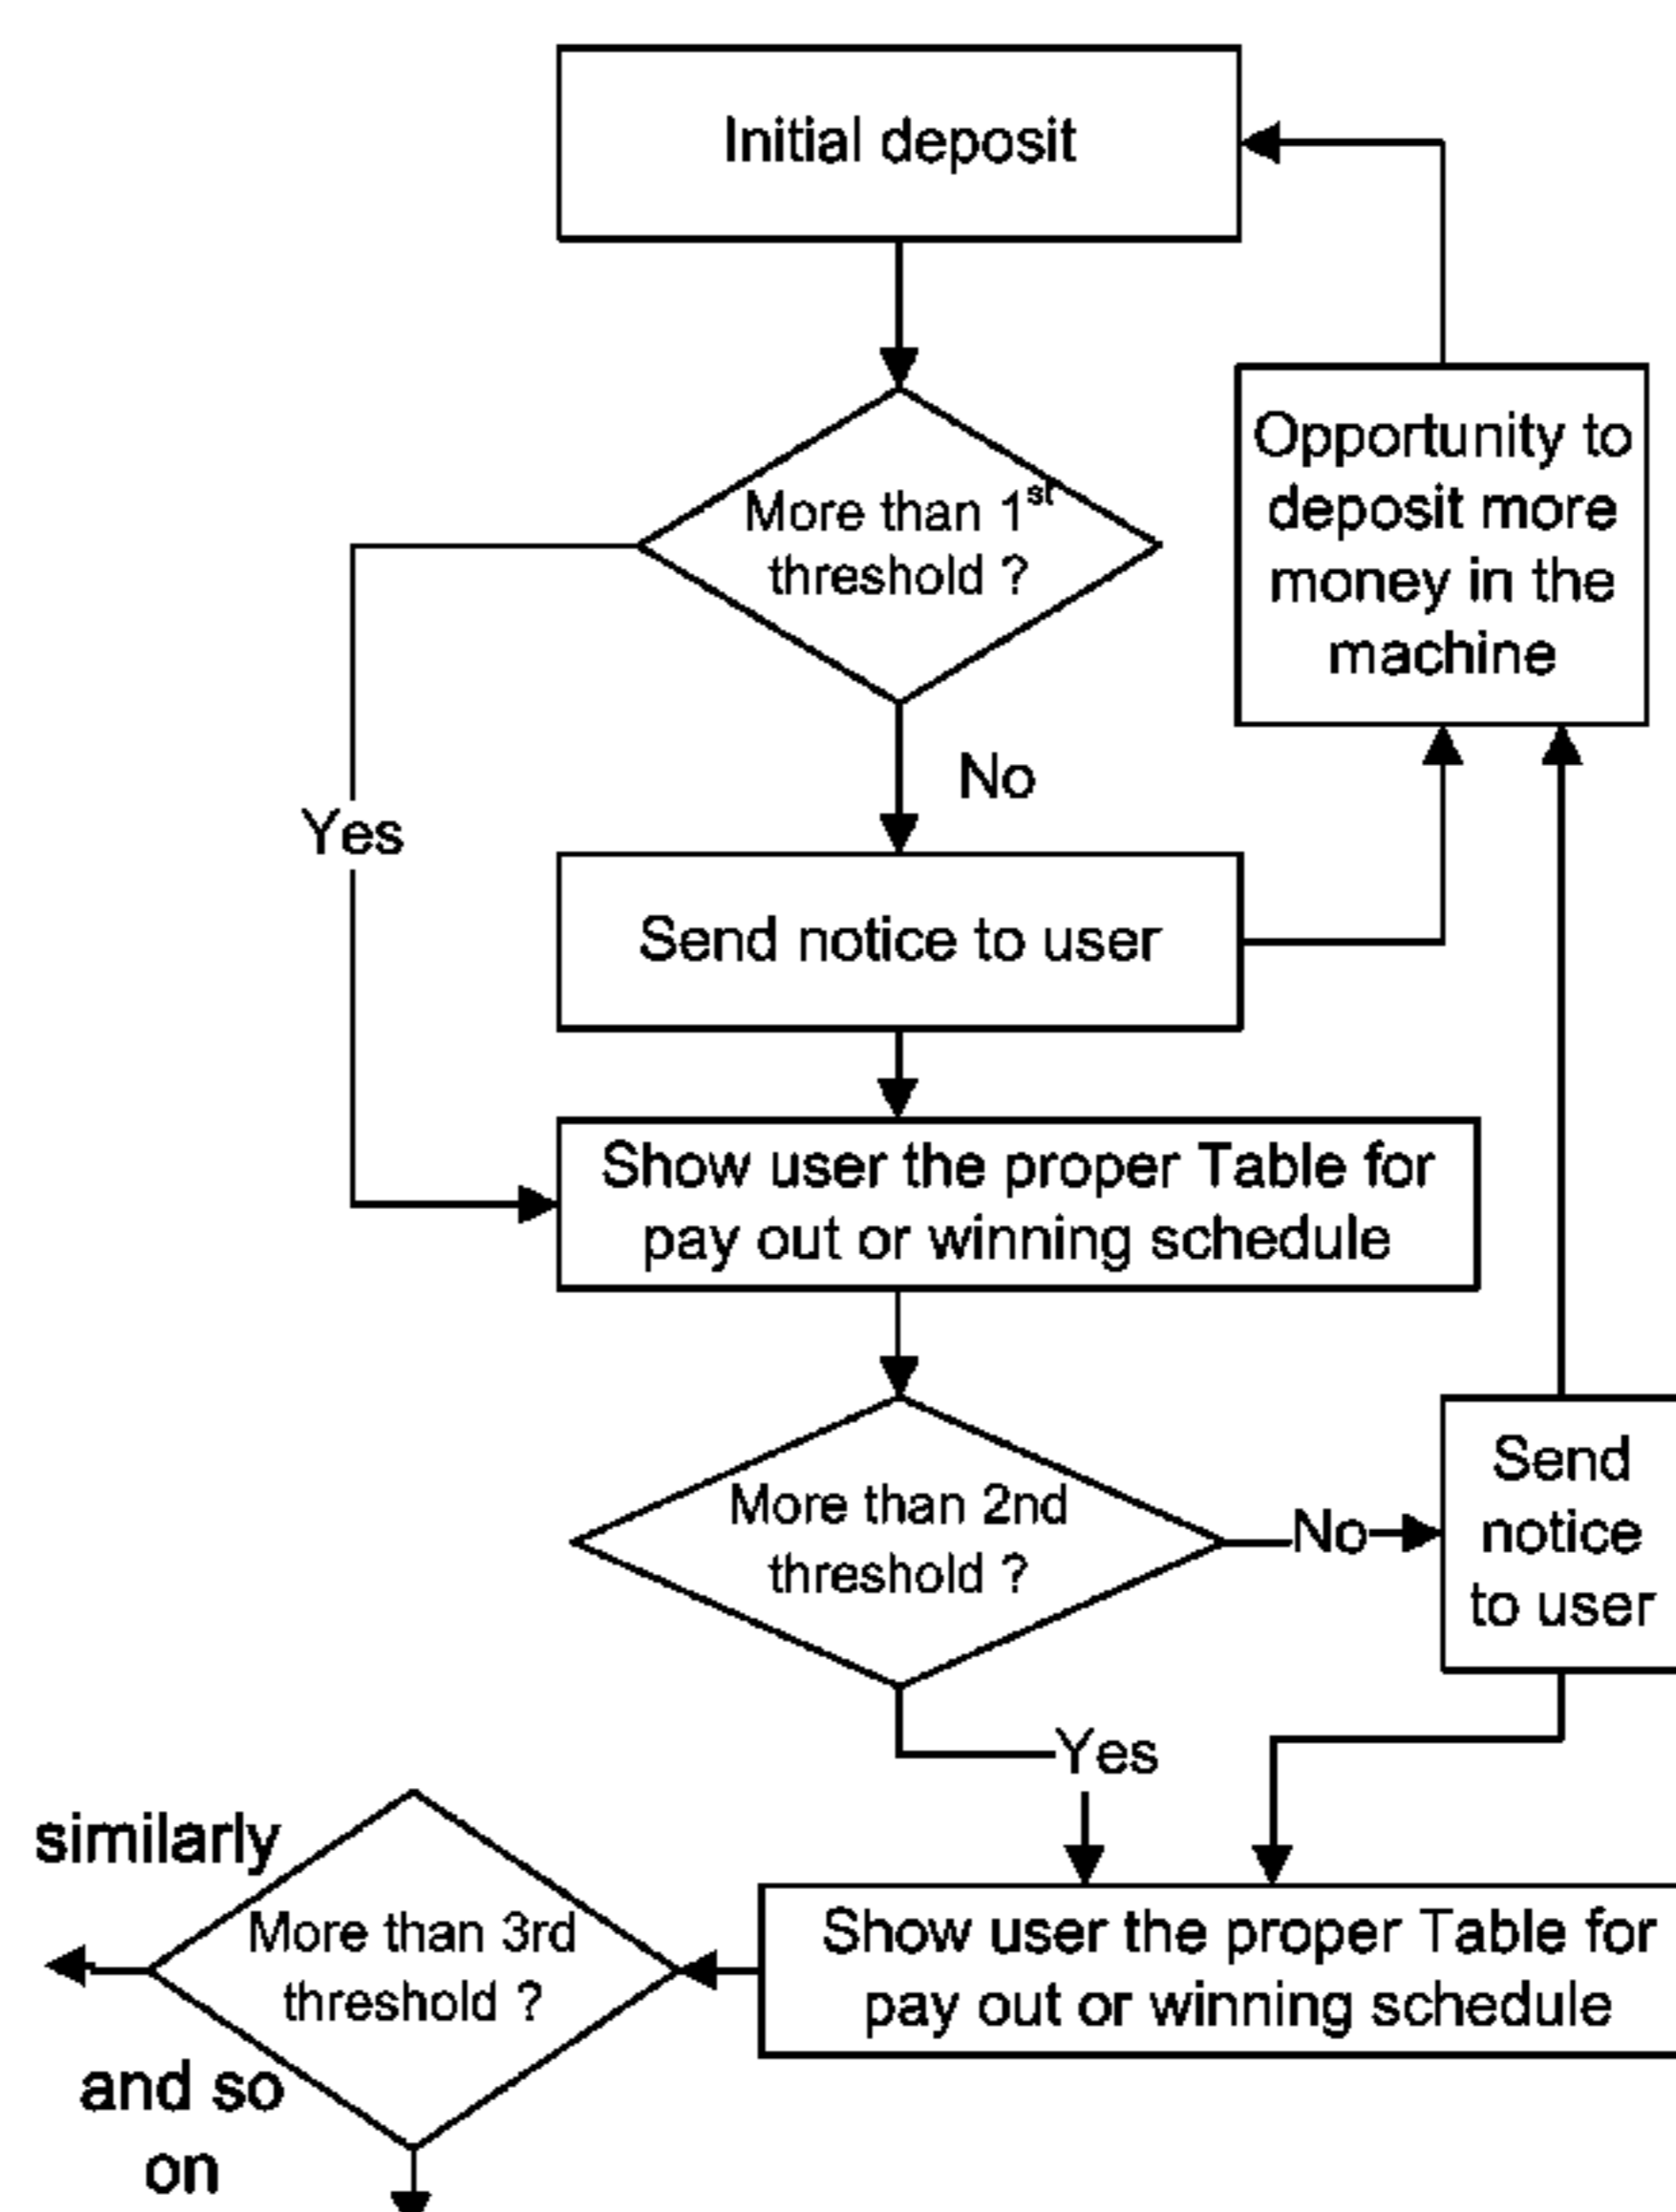 Initial deposit
More than 1st
threshold ?
Opportunity to
deposit more
money in the
machine
No
Yes
Send notice to user
Show user the proper Table for
pay out or winning schedule
More than 2nd
threshold ?
No
Send
notice
to user
Yes
similarly
More than 3rd
threshold ?
and so
on
Show user the proper Table for
pay out or winning schedule